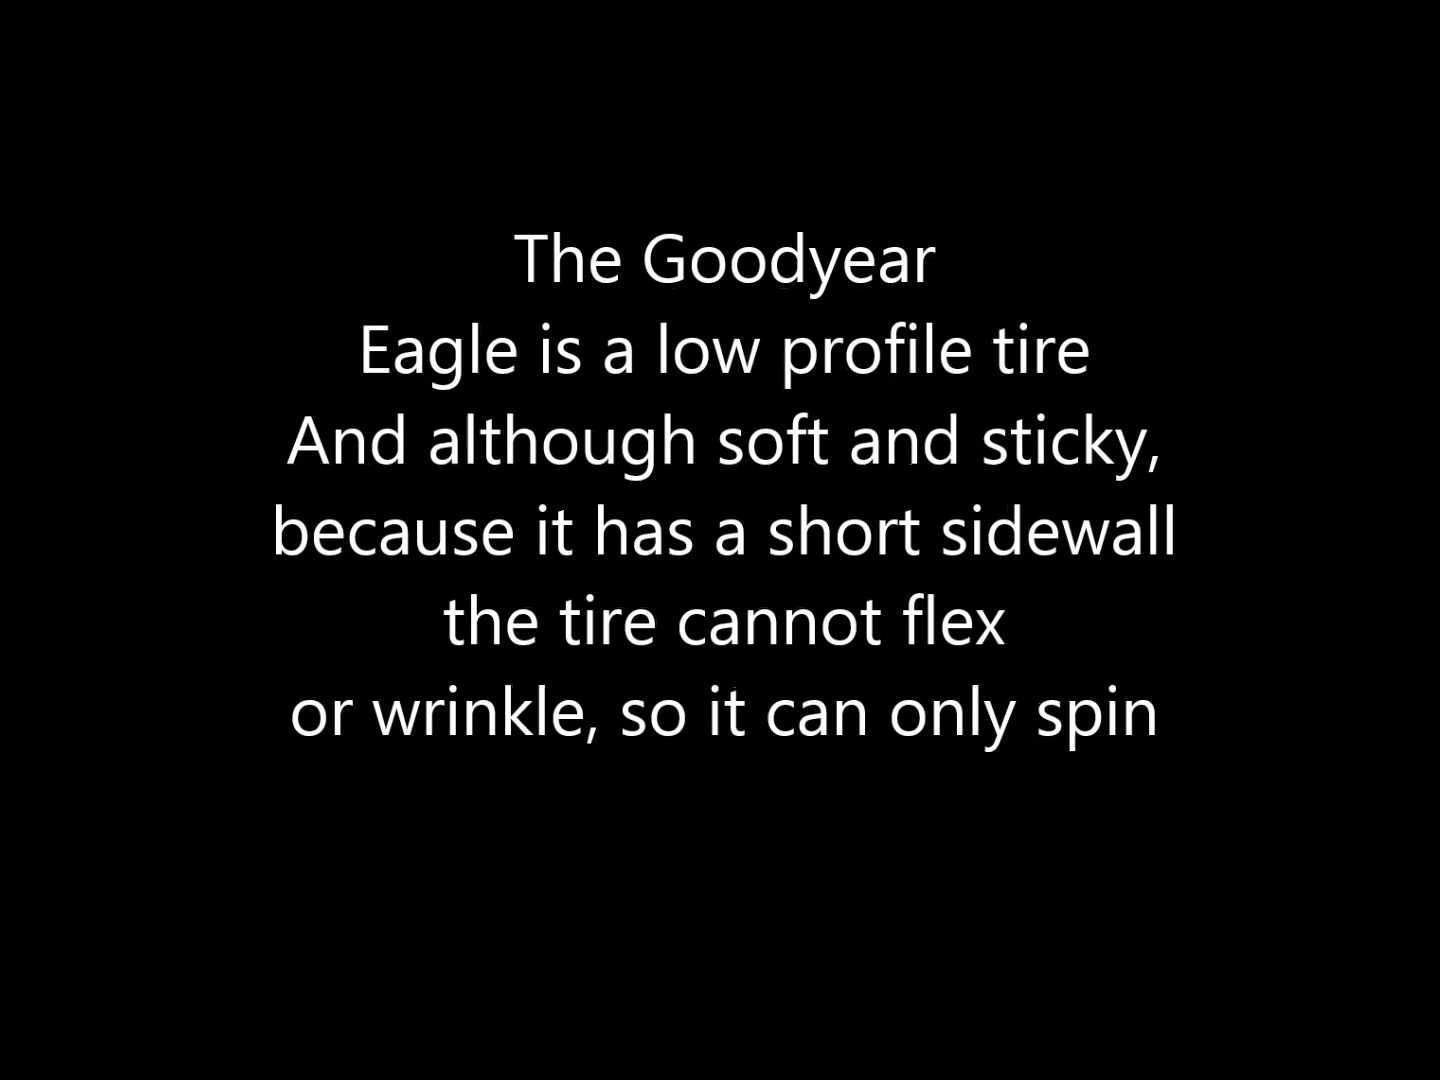 The Goodyear
Eagle is a low profile tire
And although soft and sticky,
because it has a short sidewall
the tire cannot flex
or wrinkle, so it can only spin